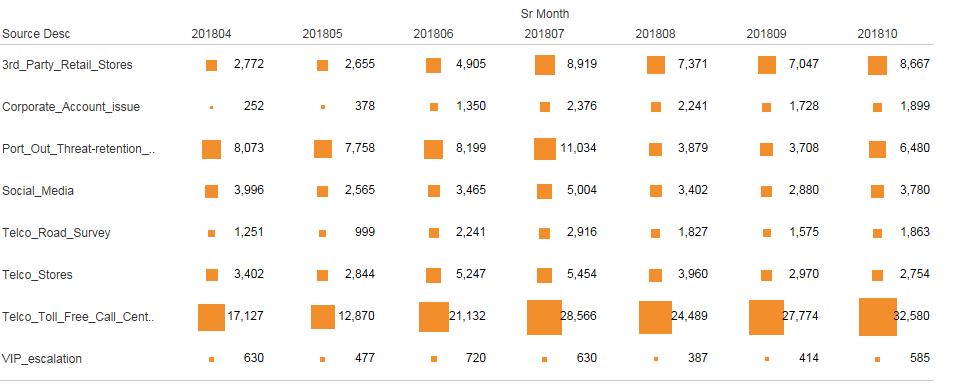 Sr Month
Source Desc 201804 201805 201806 201807 201808 201809 201810
3rd_Party_Retail_Stores 2,772 2,655 4,905 8,919 7,371 7,047 8,667
Corporate_Account_issue 252 378 1,350 2,376 2,241 1,728 1,899
Port_Out_Threat-retention_.. 8,073 7,758 8,199 11,034 3,879 3,708 6,480
Social_Media 3,996 2,565 3,465 5,004 3,402 2,880 3,780
Telco_Road_Survey 1,251 999 2,241 2,916 1,827 1,575 1,863
Telco_Stores 3,402 2,844 5,247 5,454 3,960 2,970 2,754
Telco_Toll_Free_Call_Cent.. 17,127 12,870 21,132 28,566 24,489 27,774 32,580
VIP_escalation 630 477 720 630 387 414 585